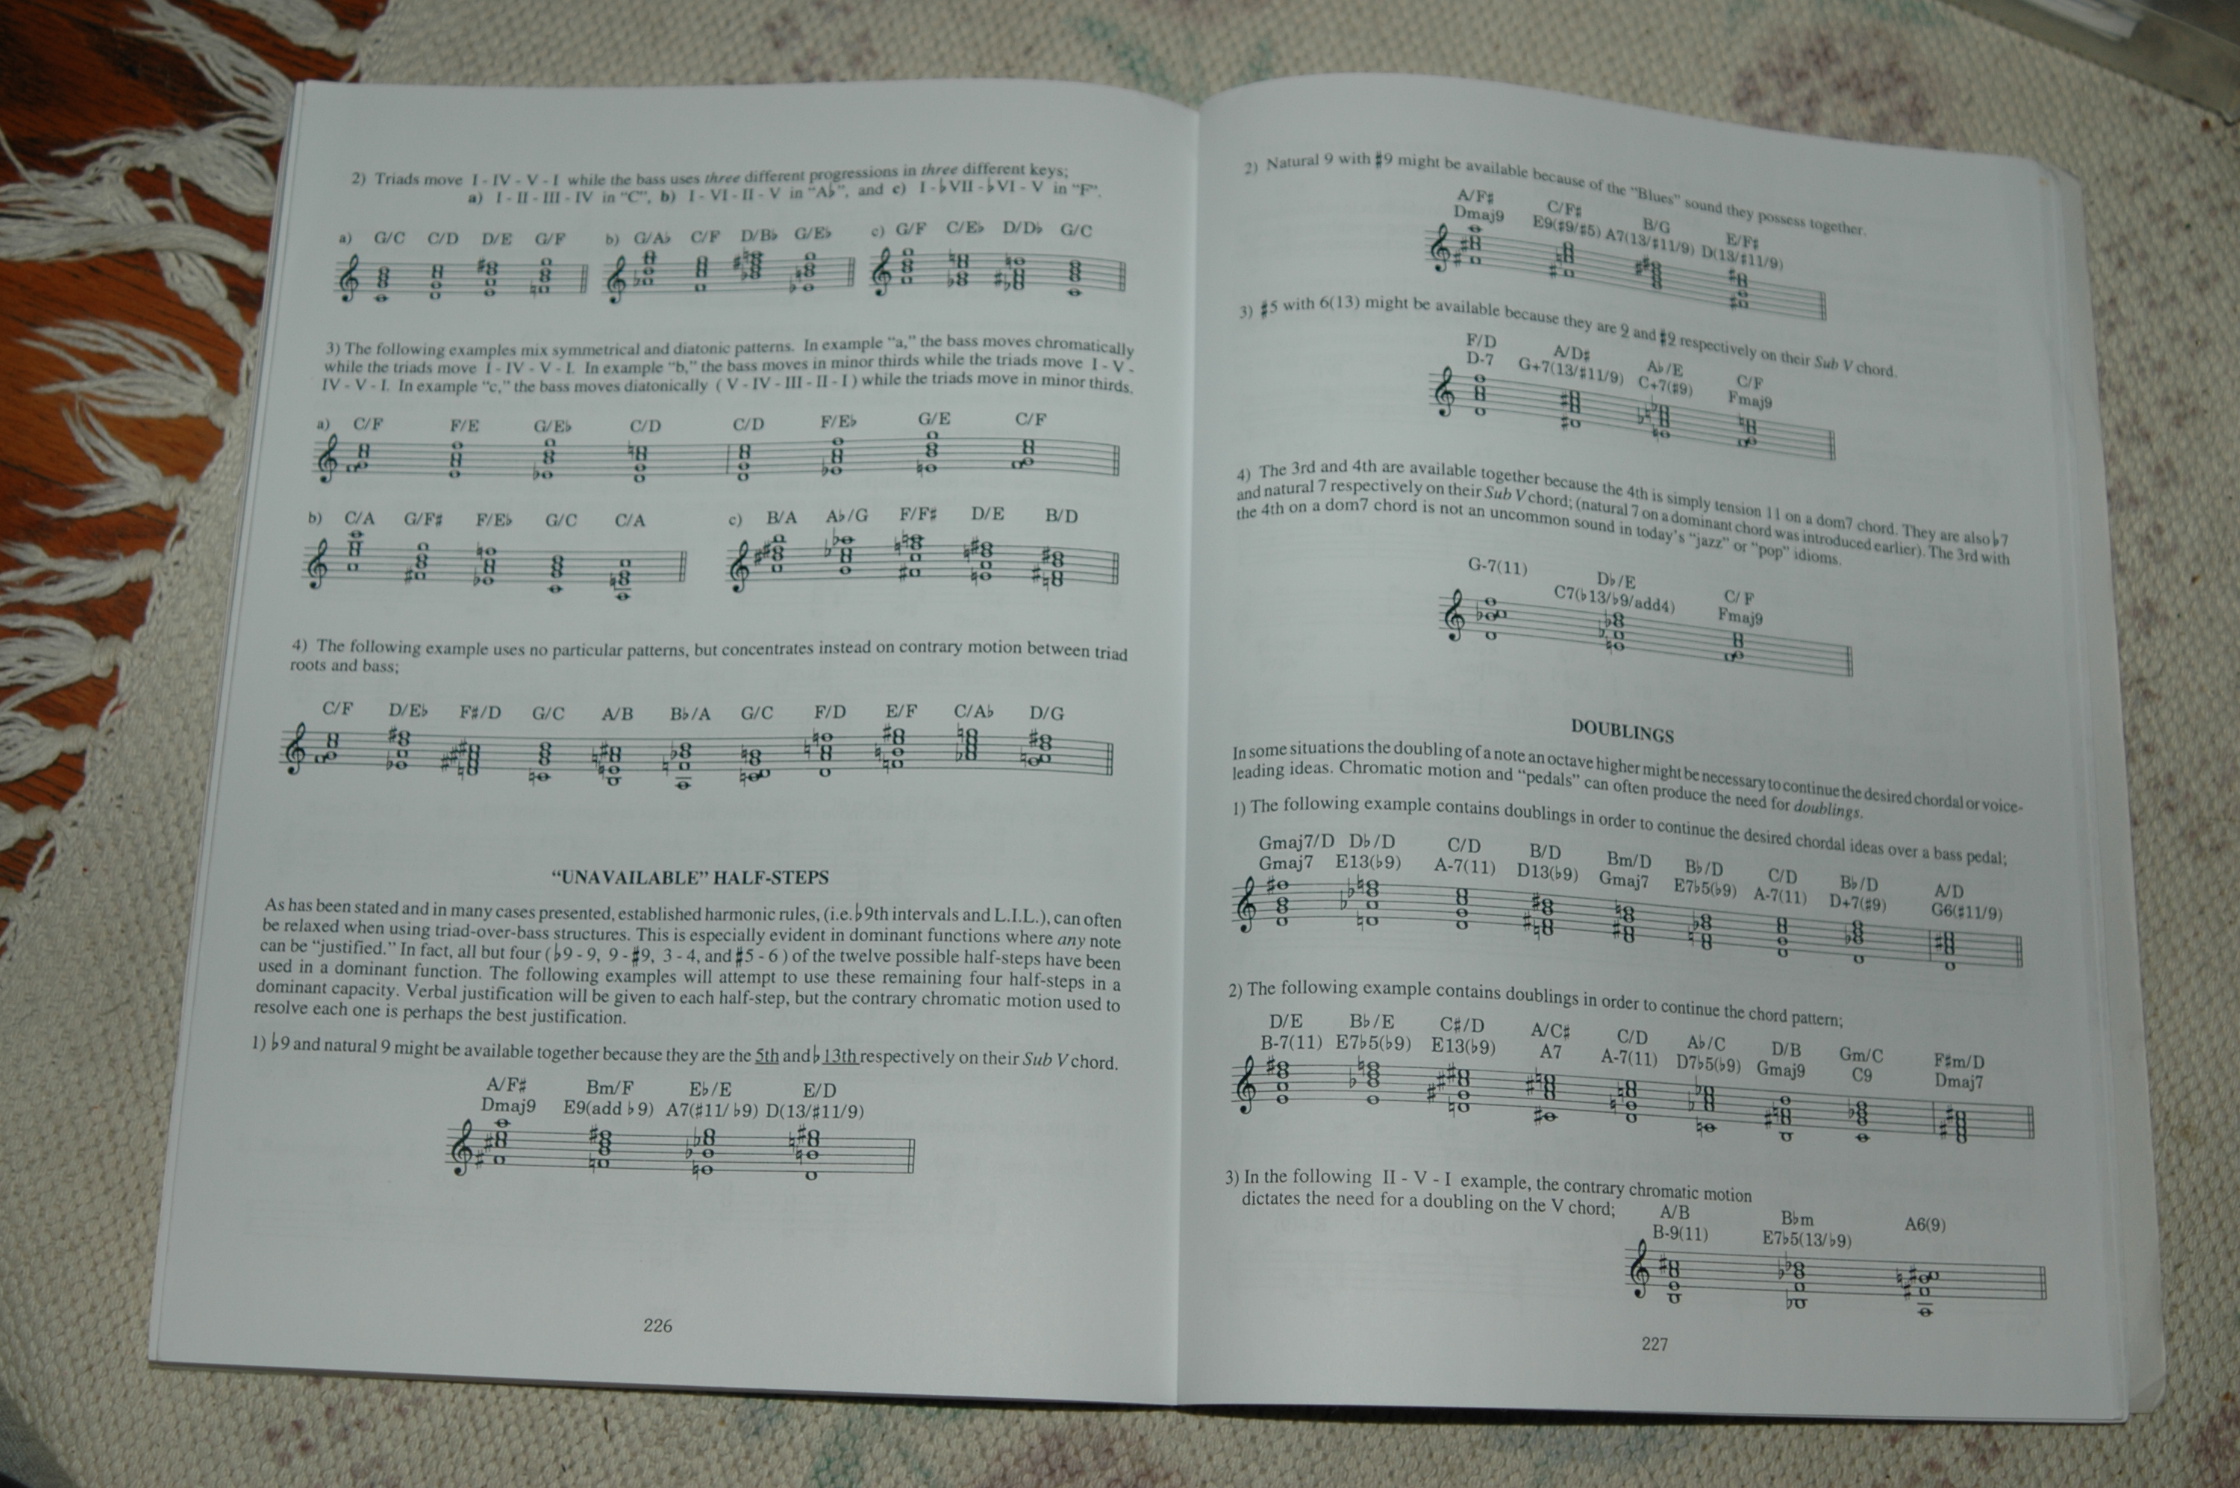 2) Triads move I - IV - V - I while the bass uses three different progressions in three different keys;
a) I - II - III - IV in “C”, b) I - VI - II - V in “A♭”, and c) I - ♭VII - ♭VI - V in “F”.
a) G/C C/D D/E G/F b) G/A♭ C/F D/B♭ G/E♭ c) G/F C/E♭ D/D♭ G/C
3) The following examples mix symmetrical and diatonic patterns. In example “a,” the bass moves chromatically
while the triads move I - IV - V - I. In example “b,” the bass moves in minor thirds while the triads move I - V -
IV - V - I. In example “c,” the bass moves diatonically ( V - IV - III - II - I ) while the triads move in minor thirds.
a) C/F F/E G/E♭ C/D C/D F/E♭ G/E C/F
b) C/A G/F♯ F/E♭ G/C C/A c) B/A A♭/G F/F♯ D/E B/D
4) The following example uses no particular patterns, but concentrates instead on contrary motion between triad
roots and bass;
C/F D/E♭ F♯/D G/C A/B B♭/A G/C F/D E/F C/A♭ D/G
“UNAVAILABLE” HALF-STEPS
As has been stated and in many cases presented, established harmonic rules, (i.e. ♭9th intervals and L.I.L.), can often
be relaxed when using triad-over-bass structures. This is especially evident in dominant functions where any note
can be “justified.” In fact, all but four ( ♭9 - 9, 9 - ♯9, 3 - 4, and ♯5 - 6 ) of the twelve possible half-steps have been
used in a dominant function. The following examples will attempt to use these remaining four half-steps in a
dominant capacity. Verbal justification will be given to each half-step, but the contrary chromatic motion used to
resolve each one is perhaps the best justification.
1) ♭9 and natural 9 might be available together because they are the 5th and ♭13th respectively on their Sub V chord.
A/F♯ Bm/F E♭/E E/D
Dmaj9 E9(add ♭9) A7(♯11/ ♭9) D(13/♯11/9)
226
2) Natural 9 with ♯9 might be available because of the “Blues” sound they possess together.
A/F♯ C/F♯ B/G E/F♯
Dmaj9 E9(♯9/♯5) A7(13/♯11/9) D(13/♯11/9)
3) ♯5 with 6(13) might be available because they are 9 and ♯9 respectively on their Sub V chord.
F/D A/D♯ A♭/E C/F
D-7 G+7(13/♯11/9) C+7(♯9) Fmaj9
4) The 3rd and 4th are available together because the 4th is simply tension 11 on a dom7 chord. They are also ♭7
and natural 7 respectively on their Sub V chord; (natural 7 on a dominant chord was introduced earlier). The 3rd with
the 4th on a dom7 chord is not an uncommon sound in today’s “jazz” or “pop” idioms.
D♭/E C/F
G-7(11) C7(♭13/♭9/add4) Fmaj9
DOUBLINGS
In some situations the doubling of a note an octave higher might be necessary to continue the desired chordal or voice-
leading ideas. Chromatic motion and “pedals” can often produce the need for doublings.
1) The following example contains doublings in order to continue the desired chordal ideas over a bass pedal;
Gmaj7/D D♭/D C/D B/D Bm/D B♭/D C/D B♭/D A/D
Gmaj7 E13(♭9) A-7(11) D13(♭9) Gmaj7 E7♭5(♭9) A-7(11) D+7(♯9) G6(♯11/9)
2) The following example contains doublings in order to continue the chord pattern;
D/E B♭/E C♯/D A/C♯ C/D A♭/C D/B Gm/C F♯m/D
B-7(11) E7♭5(♭9) E13(♭9) A7 A-7(11) D7♭5(♭9) Gmaj9 C9 Dmaj7
3) In the following II - V - I example, the contrary chromatic motion
dictates the need for a doubling on the V chord;
A/B B♭m
B-9(11) E7♭5(13/♭9) A6(9)
227